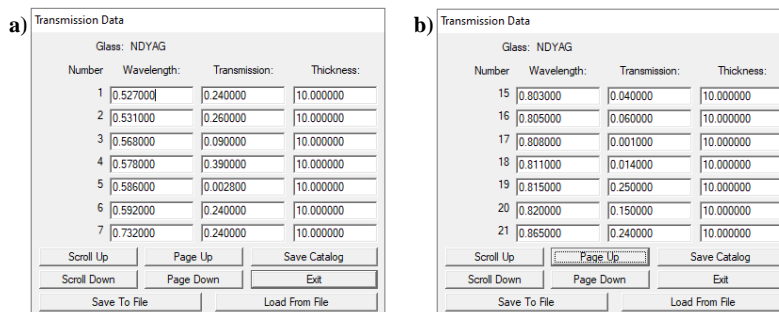 a)
Transmission Data
Glass: NDYAG
Number Wavelength: Transmission: Thickness:
1 0.527000 0.240000 10.000000
2 0.531000 0.260000 10.000000
3 0.568000 0.090000 10.000000
4 0.578000 0.390000 10.000000
5 0.586000 0.002800 10.000000
6 0.592000 0.240000 10.000000
7 0.732000 0.240000 10.000000
Scroll Up Page Up Save Catalog
Scroll Down Page Down Exit
Save To File Load From File
b)
Transmission Data
Glass: NDYAG
Number Wavelength: Transmission: Thickness:
15 0.803000 0.040000 10.000000
16 0.805000 0.060000 10.000000
17 0.808000 0.001000 10.000000
18 0.811000 0.014000 10.000000
19 0.815000 0.250000 10.000000
20 0.820000 0.150000 10.000000
21 0.865000 0.240000 10.000000
Scroll Up Page Up Save Catalog
Scroll Down Page Down Exit
Save To File Load From File